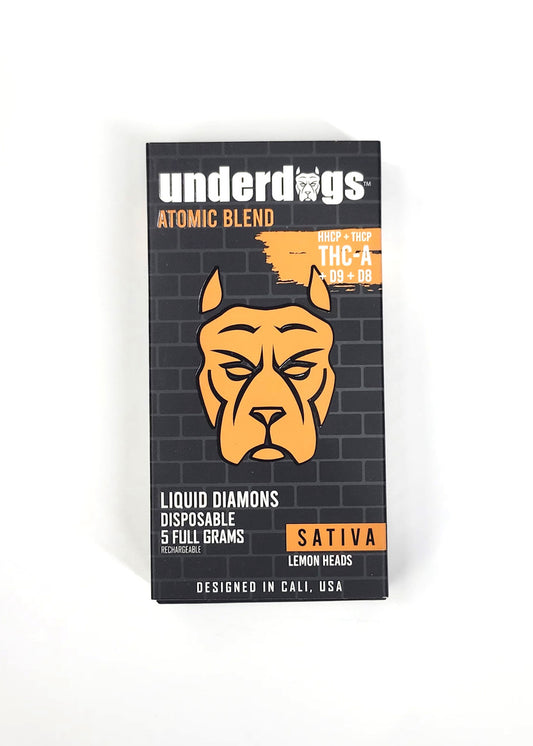 underdogs™
ATOMIC BLEND
HHCP + THCP
THC-A
+ D9 + D8
LIQUID DIAMONS
DISPOSABLE
5 FULL GRAMS
RECHARGEABLE
SATIVA
LEMON HEADS
DESIGNED IN CALI, USA